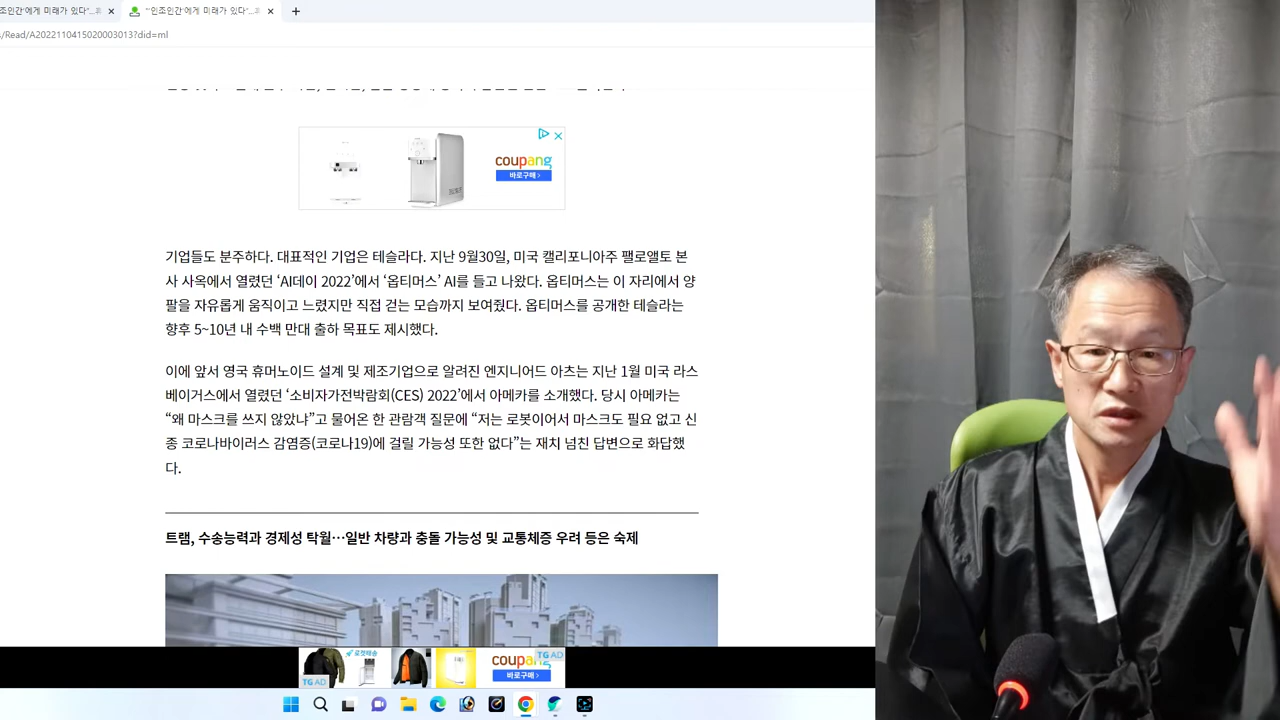 조인간'에게 미래가 있다"...
"'인조인간'에게 미래가 있다"...
/Read/A2022110415020003013?did=ml
coupang
바로구매 >
기업들도 분주하다. 대표적인 기업은 테슬라다. 지난 9월30일, 미국 캘리포니아주 팰로앨토 본
사 사옥에서 열렸던 ‘AI데이 2022’에서 ‘옵티머스’ AI를 들고 나왔다. 옵티머스는 이 자리에서 양
팔을 자유롭게 움직이고 느렸지만 직접 걷는 모습까지 보여줬다. 옵티머스를 공개한 테슬라는
향후 5~10년 내 수백 만대 출하 목표도 제시했다.
이에 앞서 영국 휴머노이드 설계 및 제조기업으로 알려진 엔지니어드 아츠는 지난 1월 미국 라스
베이거스에서 열렸던 ‘소비자가전박람회(CES) 2022’에서 아메카를 소개했다. 당시 아메카는
“왜 마스크를 쓰지 않았냐”고 물어온 한 관람객 질문에 “저는 로봇이어서 마스크도 필요 없고 신
종 코로나바이러스 감염증(코로나19)에 걸릴 가능성 또한 없다”는 재치 넘친 답변으로 화답했
다.
트램, 수송능력과 경제성 탁월…일반 차량과 충돌 가능성 및 교통체증 우려 등은 숙제
로켓배송
TG AD
coupang
TG AD
바로구매 >